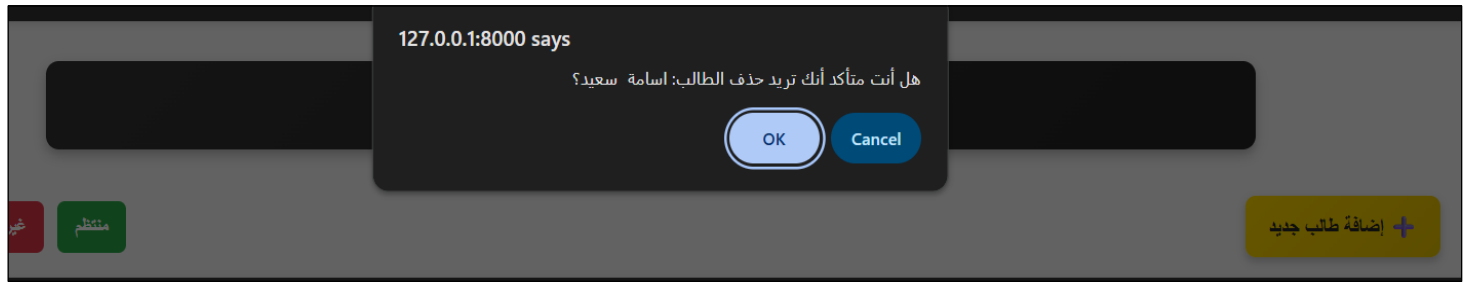 127.0.0.1:8000 says
هل أنت متأكد أنك تريد حذف الطالب: اسامة سعيد؟
OK
Cancel
إضافة طالب جديد
منتظم
غير